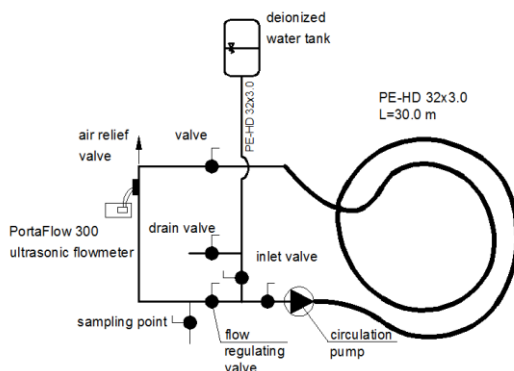 deionized
water tank
PE-HD 32x3.0
PE-HD 32x3.0
L=30.0 m
air relief
valve
valve
PortaFlow 300
ultrasonic flowmeter
drain valve
inlet valve
sampling point
flow
regulating
valve
circulation
pump